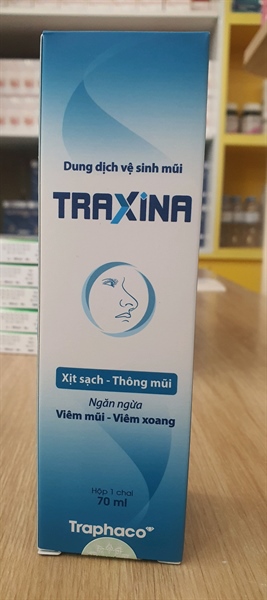 Dung dịch vệ sinh mũi
TRAXINA
Xịt sạch - Thông mũi
Ngăn ngừa
Viêm mũi - Viêm xoang
Hộp 1 chai
70 ml
Traphaco